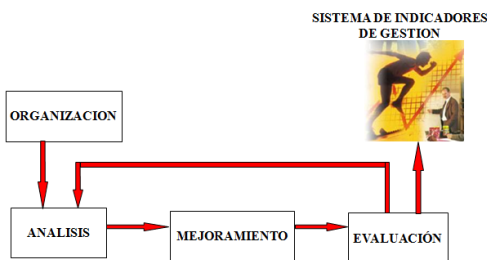 SISTEMA DE INDICADORES
DE GESTION
ORGANIZACION
ANALISIS
MEJORAMIENTO
EVALUACIÓN